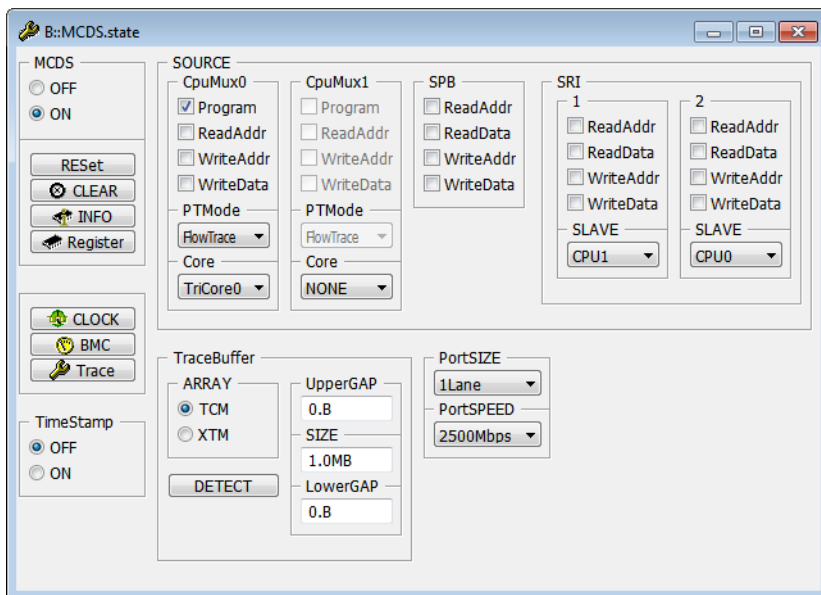 B::MCDS.state
MCDS
OFF
ON
RESet
CLEAR
INFO
Register
CLOCK
BMC
Trace
TimeStamp
OFF
ON
SOURCE
CpuMux0
Program
ReadAddr
WriteAddr
WriteData
PTMode
FlowTrace
Core
TriCore0
CpuMux1
Program
ReadAddr
WriteAddr
WriteData
PTMode
FlowTrace
Core
NONE
SPB
ReadAddr
ReadData
WriteAddr
WriteData
SRI
1
ReadAddr
ReadData
WriteAddr
WriteData
SLAVE
CPU1
2
ReadAddr
ReadData
WriteAddr
WriteData
SLAVE
CPU0
TraceBuffer
ARRAY
TCM
XTM
DETECT
UpperGAP
0.B
SIZE
1.0MB
LowerGAP
0.B
PortSIZE
1Lane
PortSPEED
2500Mbps